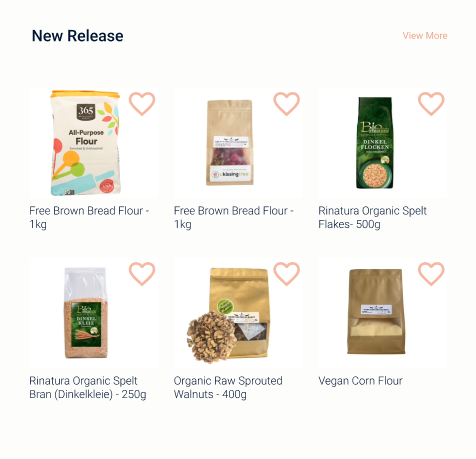 New Release
View More
365
All-Purpose
Flour
kissingtree
Bio
DINKEL
FLOCKEN
Free Brown Bread Flour -
1kg
Free Brown Bread Flour -
1kg
Rinatura Organic Spelt
Flakes- 500g
Bio
DINKEL
KLEIE
Rinatura Organic Spelt
Bran (Dinkelkleie) - 250g
Organic Raw Sprouted
Walnuts - 400g
Vegan Corn Flour